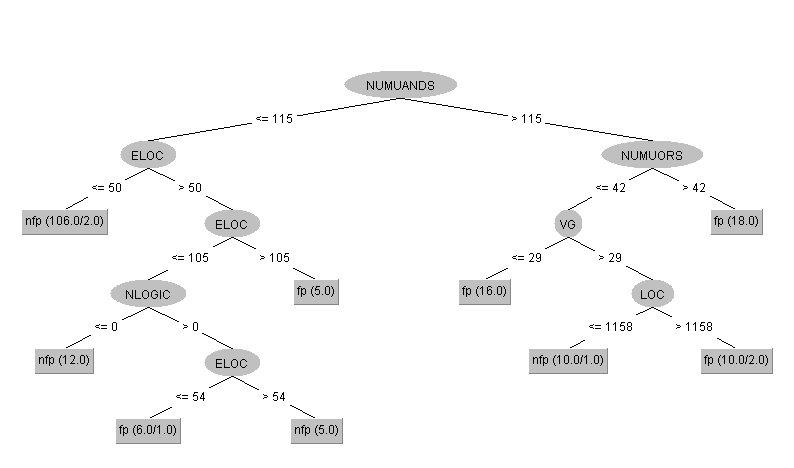 NUMUANDS
<= 115 > 115
ELOC NUMUORS
<= 50 > 50 <= 42 > 42
nfp (106.0/2.0) ELOC VG fp (18.0)
<= 105 > 105 <= 29 > 29
NLOGIC fp (5.0) fp (16.0) LOC
<= 0 > 0 <= 1158 > 1158
nfp (12.0) ELOC nfp (10.0/1.0) fp (10.0/2.0)
<= 54 > 54
fp (6.0/1.0) nfp (5.0)